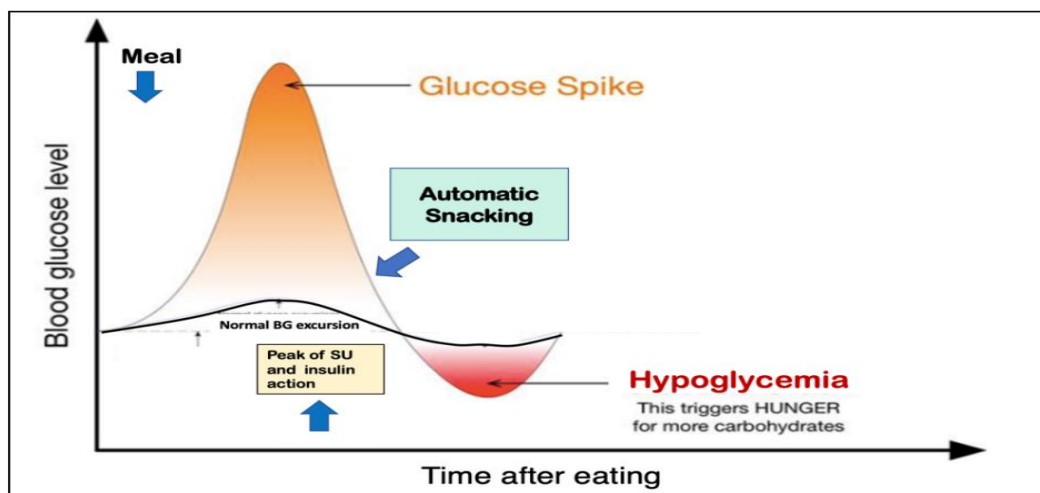 Meal
Glucose Spike
Automatic
Snacking
Blood glucose level
Normal BG excursion
Peak of SU
and insulin
action
Hypoglycemia
This triggers HUNGER
for more carbohydrates
Time after eating